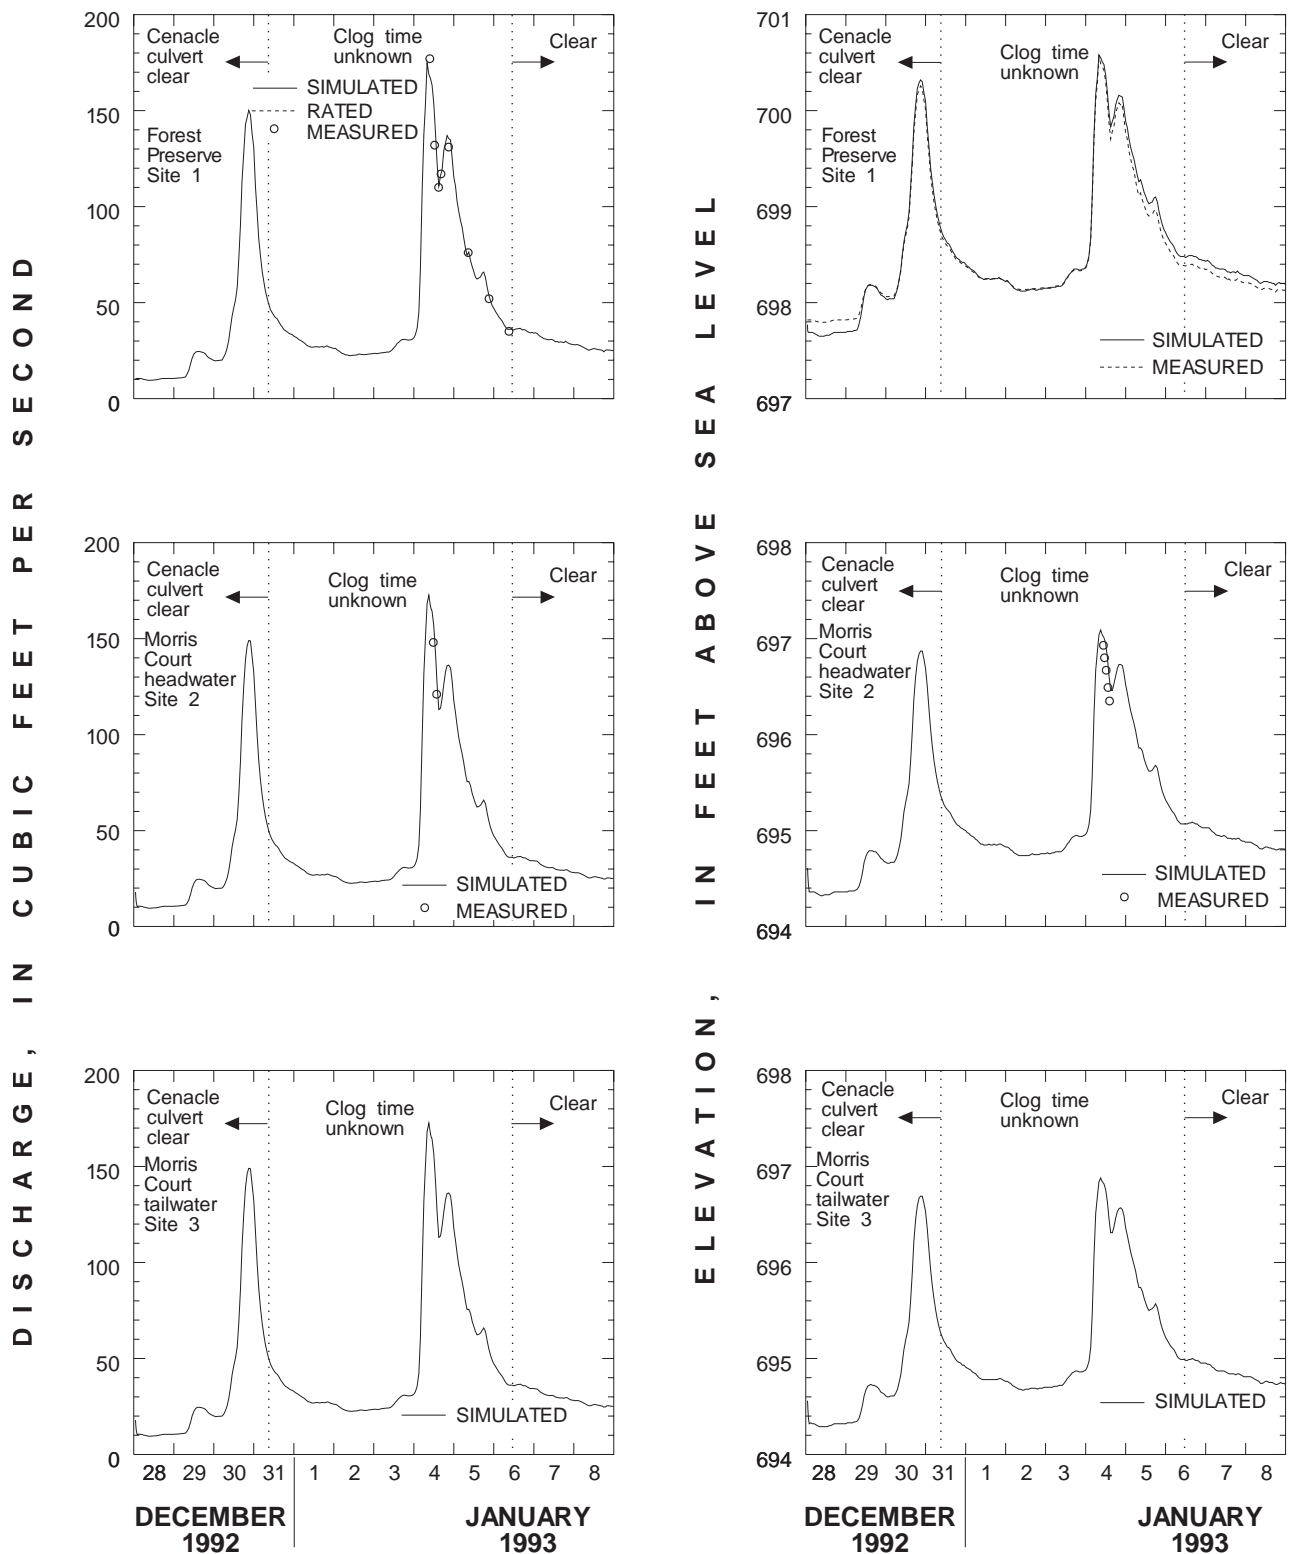 DISCHARGE, IN CUBIC FEET PER SECOND
200
150
100
50
0
Cenacle
culvert
clear
Clog time
unknown
Clear
SIMULATED
RATED
MEASURED
Forest
Preserve
Site 1
200
150
100
50
0
Cenacle
culvert
clear
Clog time
unknown
Clear
Morris
Court
headwater
Site 2
SIMULATED
MEASURED
200
150
100
50
0
Cenacle
culvert
clear
Clog time
unknown
Clear
Morris
Court
tailwater
Site 3
SIMULATED
28 29 30 31 1 2 3 4 5 6 7 8
DECEMBER JANUARY
1992 1993
ELEVATION, IN FEET ABOVE SEA LEVEL
701
700
699
698
697
Cenacle
culvert
clear
Clog time
unknown
Clear
Forest
Preserve
Site 1
SIMULATED
MEASURED
698
697
696
695
694
Cenacle
culvert
clear
Clog time
unknown
Clear
Morris
Court
headwater
Site 2
SIMULATED
MEASURED
698
697
696
695
694
Cenacle
culvert
clear
Clog time
unknown
Clear
Morris
Court
tailwater
Site 3
SIMULATED
28 29 30 31 1 2 3 4 5 6 7 8
DECEMBER JANUARY
1992 1993